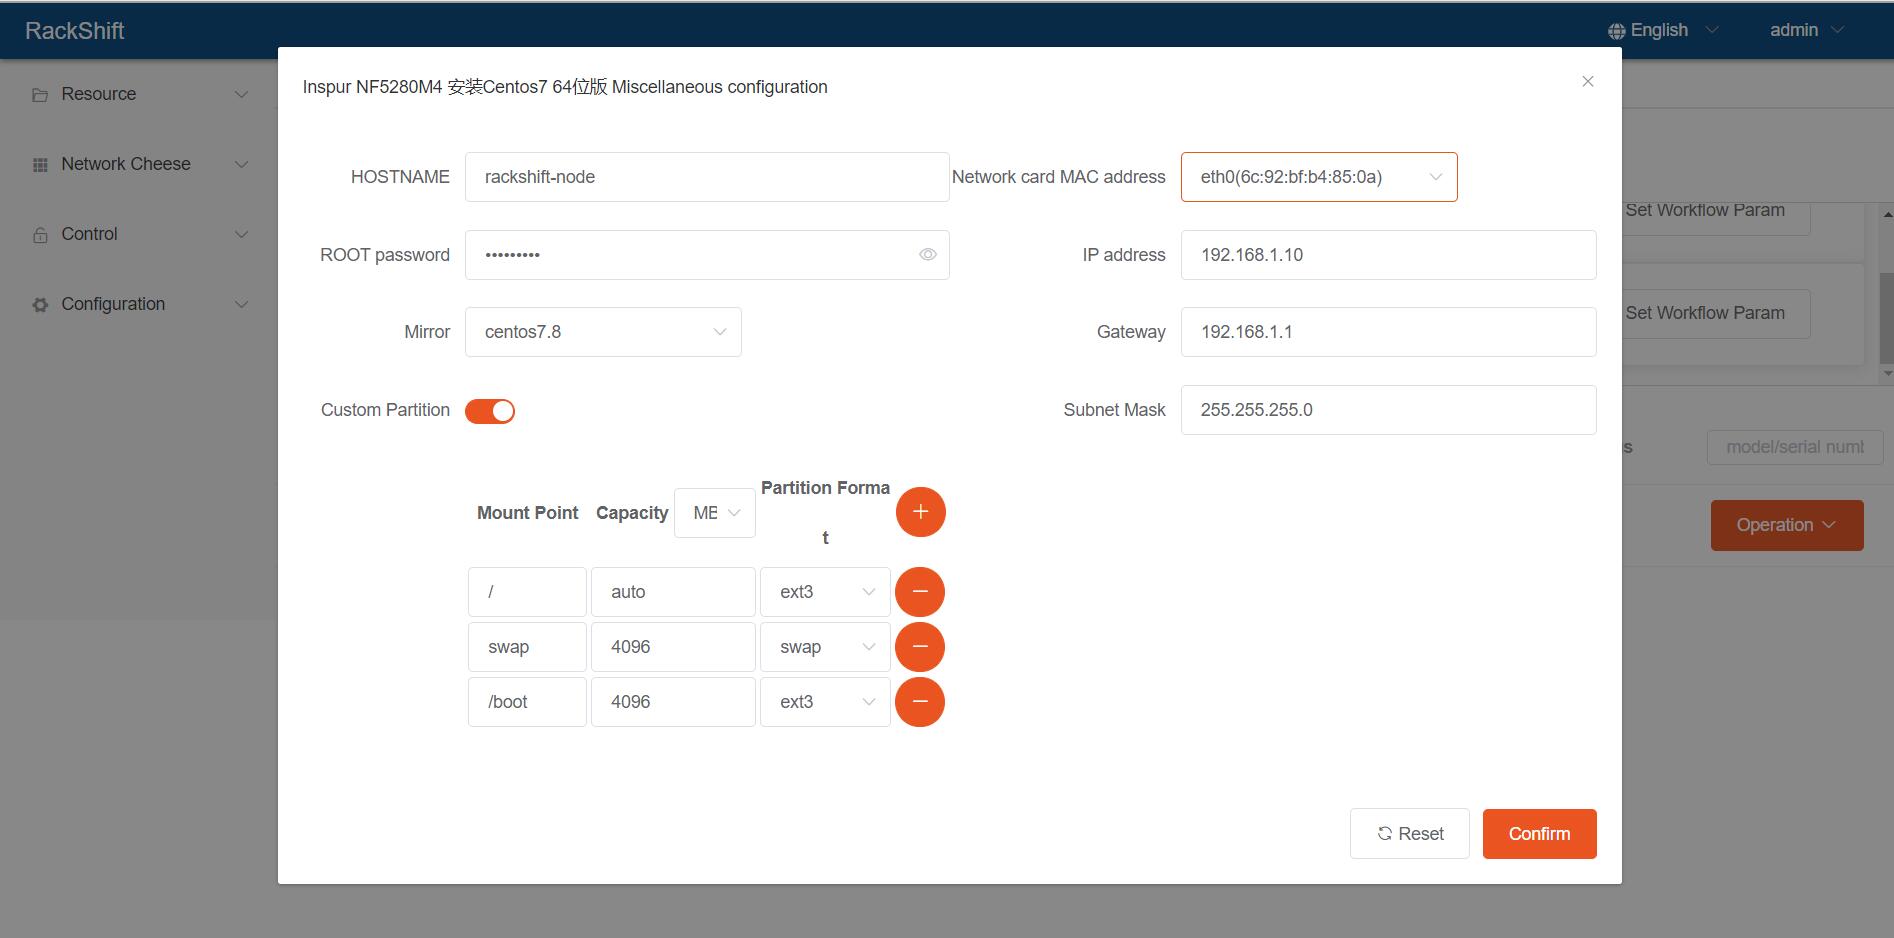 RackShift
English
admin
Resource
Network Cheese
Control
Configuration
Inspur NF5280M4 安装Centos7 64位版 Miscellaneous configuration
HOSTNAME
rackshift-node
Network card MAC address
eth0(6c:92:bf:b4:85:0a)
ROOT password
•••••••••
IP address
192.168.1.10
Mirror
centos7.8
Gateway
192.168.1.1
Custom Partition
Subnet Mask
255.255.255.0
Mount Point
Capacity
MB
Partition Forma
t
/
auto
ext3
swap
4096
swap
/boot
4096
ext3
Reset
Confirm
Set Workflow Param
Set Workflow Param
model/serial numb
Operation